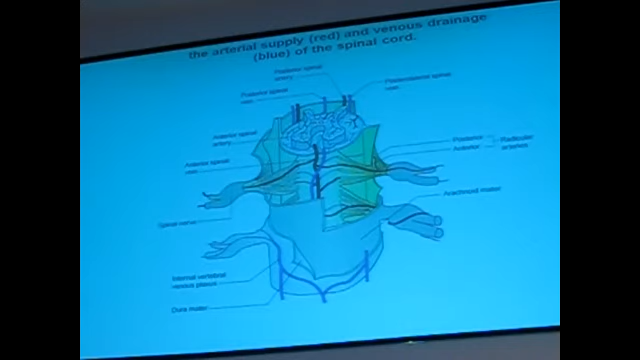 the arterial supply (red) and venous drainage
(blue) of the spinal cord.
Posterior spinal
artery
Posterior spinal
vein
Posterolateral spinal
vein
Anterior spinal
artery
Posterior
Anterior
Radicular
arteries
Anterior spinal
vein
Arachnoid mater
Spinal nerve
Internal vertebral
venous plexus
Dura mater